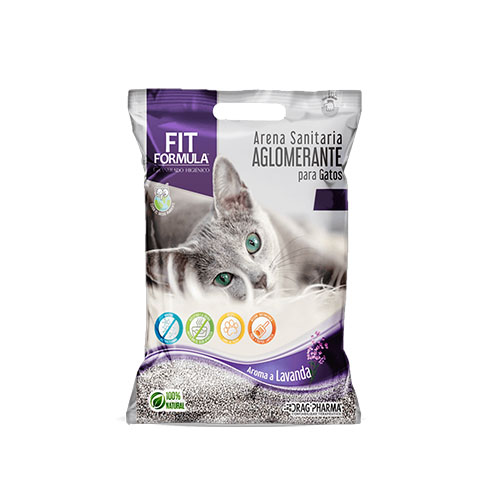 FIT
FORMULA
Arena Sanitaria
AGLOMERANTE
para Gatos
Aroma a Lavanda
100%
NATURAL
DRAG PHARMA